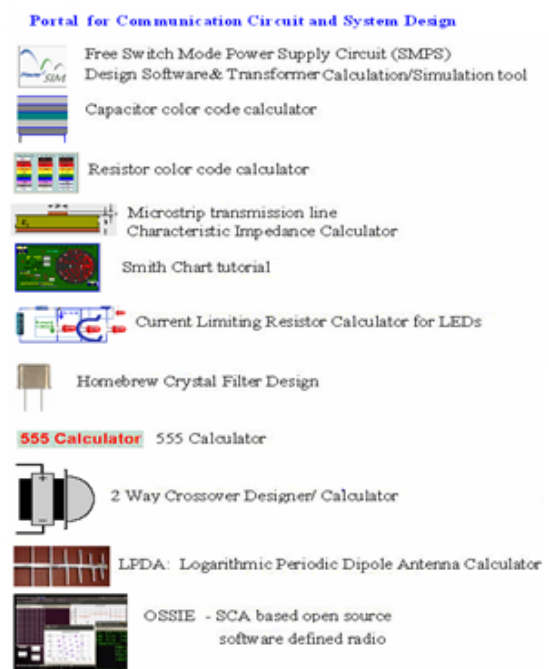 Portal for Communication Circuit and System Design
Free Switch Mode Power Supply Circuit (SMPS)
Design Software& Transformer Calculation/Simulation tool
Capacitor color code calculator
Resistor color code calculator
Microstrip transmission line
Characteristic Impedance Calculator
Smith Chart tutorial
Current Limiting Resistor Calculator for LEDs
Homebrew Crystal Filter Design
555 Calculator 555 Calculator
2 Way Crossover Designer/ Calculator
LPDA: Logarithmic Periodic Dipole Antenna Calculator
OSSIE - SCA based open source
software defined radio